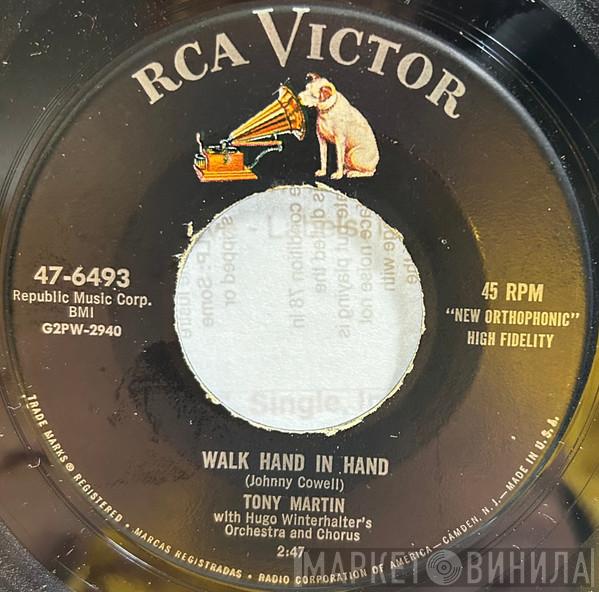 RCA VICTOR
47-6493
Republic Music Corp.
BMI
G2PW-2940
45 RPM
"NEW ORTHOPHONIC"
HIGH FIDELITY
WALK HAND IN HAND
(Johnny Cowell)
TONY MARTIN
with Hugo Winterhalter's
Orchestra and Chorus
2:47
TRADE MARKS ® REGISTERED • MARCAS REGISTRADAS • RADIO CORPORATION OF AMERICA—CAMDEN, N. J.—MADE IN U.S.A.
Single,
МАРКЕТ ВИНИЛА